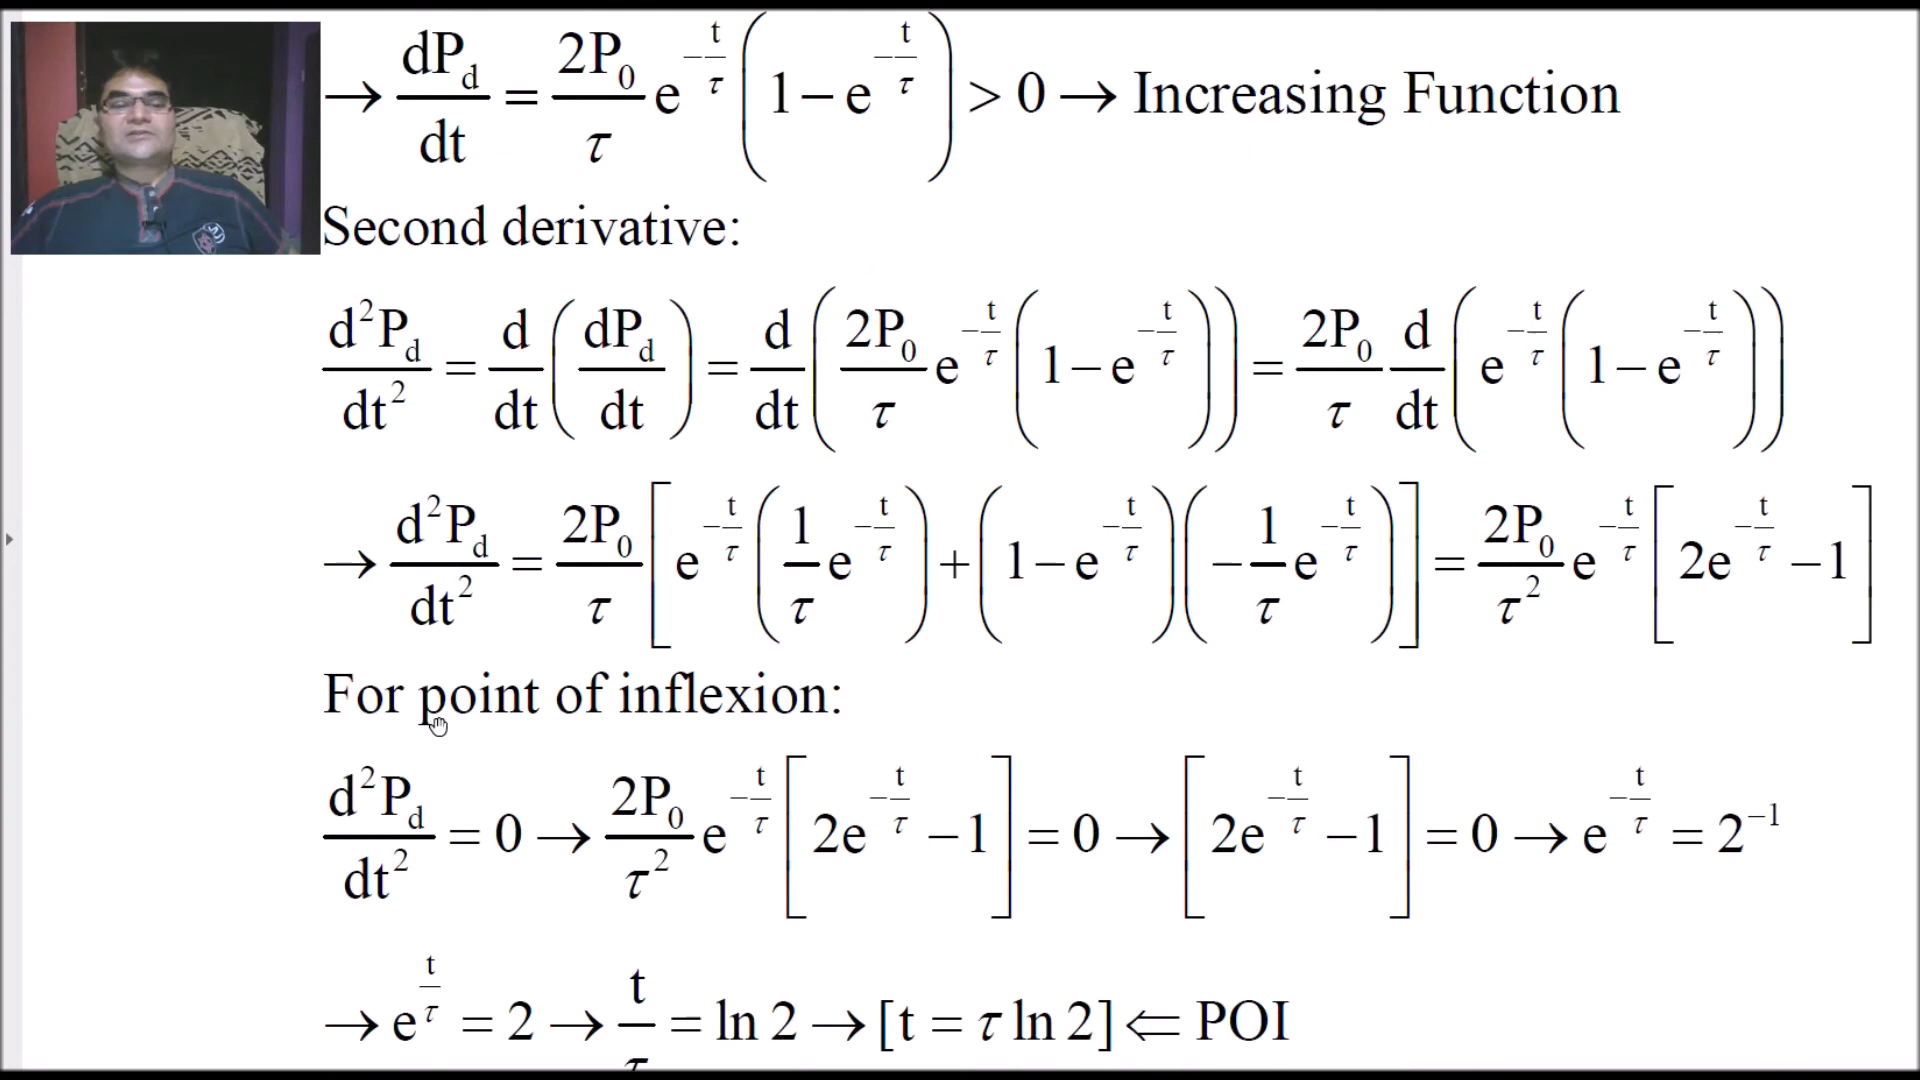 → dP_d/dt = 2P_0/τ e^(-t/τ) (1 − e^(-t/τ)) > 0 → Increasing Function
Second derivative:
d²P_d/dt² = d/dt (dP_d/dt) = d/dt (2P_0/τ e^(-t/τ) (1 − e^(-t/τ))) = 2P_0/τ d/dt (e^(-t/τ) (1 − e^(-t/τ)))
→ d²P_d/dt² = 2P_0/τ [e^(-t/τ) (1/τ e^(-t/τ)) + (1 − e^(-t/τ)) (−1/τ e^(-t/τ))] = 2P_0/τ² e^(-t/τ) [2e^(-t/τ) − 1]
For point of inflexion:
d²P_d/dt² = 0 → 2P_0/τ² e^(-t/τ) [2e^(-t/τ) − 1] = 0 → [2e^(-t/τ) − 1] = 0 → e^(-t/τ) = 2⁻¹
→ e^(t/τ) = 2 → t/τ = ln 2 → [t = τ ln 2] ⇐ POI